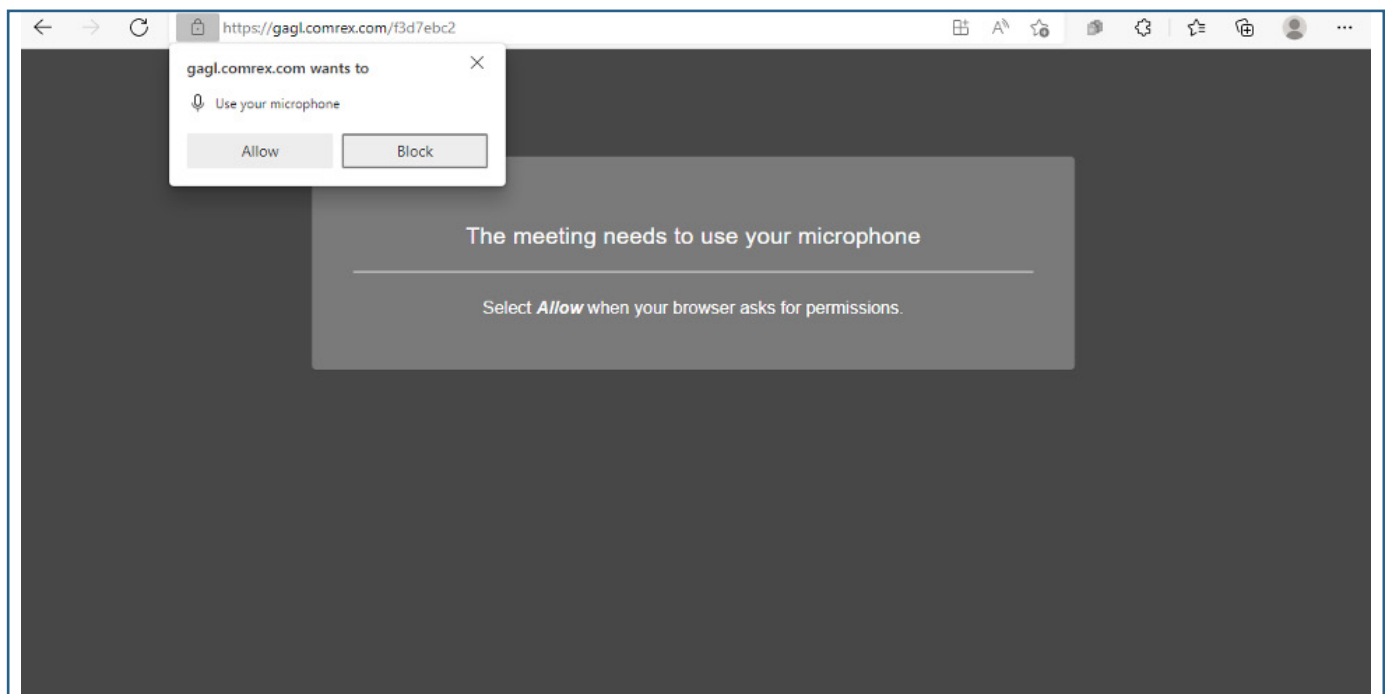 https://gagl.comrex.com/f3d7ebc2
gagl.comrex.com wants to
Use your microphone
Allow Block
The meeting needs to use your microphone
Select Allow when your browser asks for permissions.